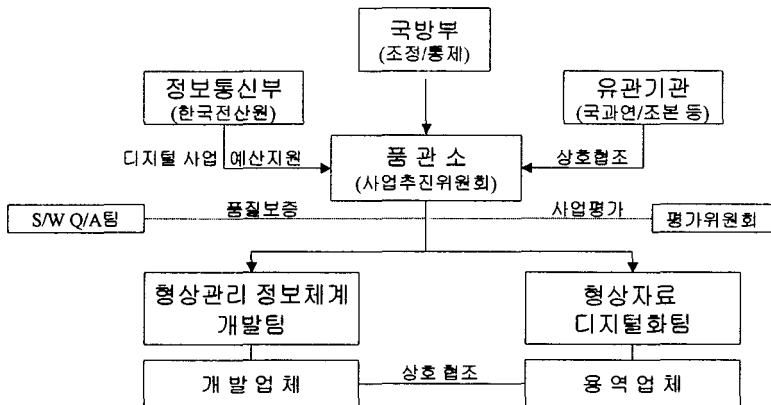 국방부
(조정/통제)
정보통신부
(한국전산원)
유관기관
(국과연/조본 등)
디지털 사업 예산지원
품 관 소
(사업추진위원회)
상호협조
S/W Q/A팀
품질보증
사업평가
평가위원회
형상관리 정보체계
개발팀
형상자료
디지털화팀
개 발 업 체
상호 협조
용 역 업 체